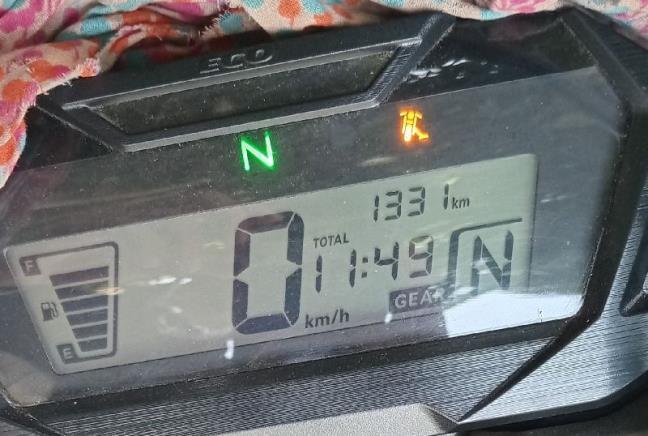 ECO
N
1331 km
TOTAL
0 11:49 N
km/h
GEAR
F
E